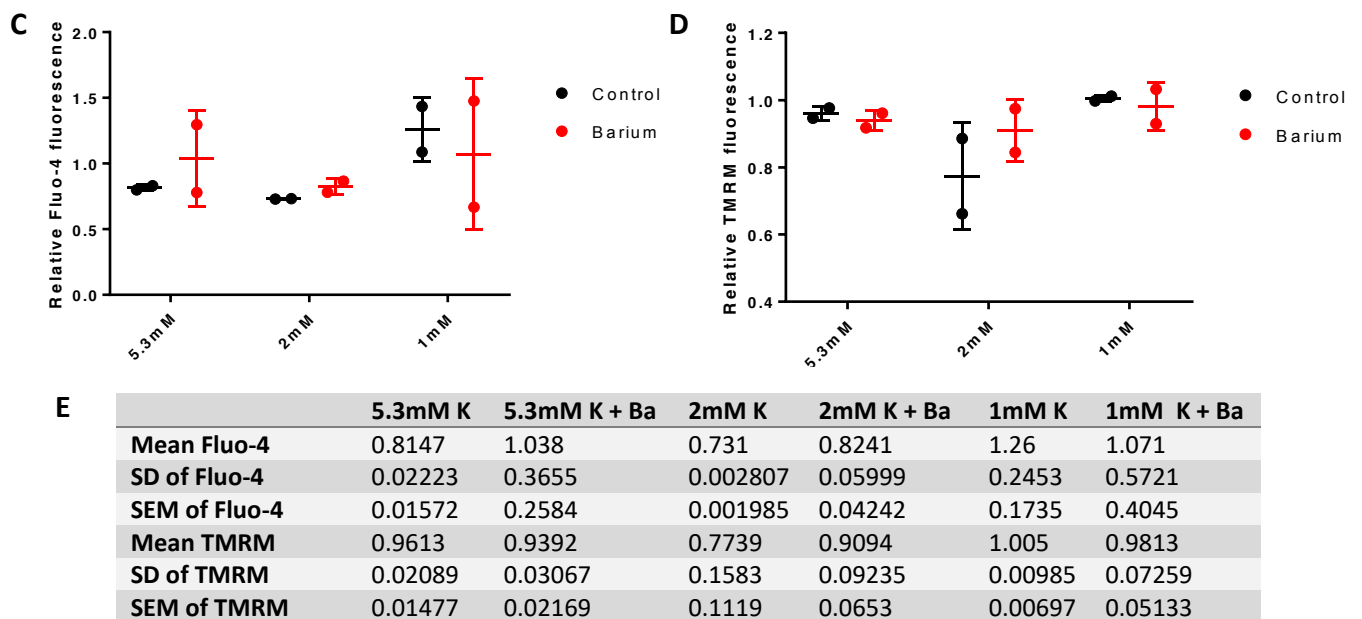 C
Relative Fluo-4 fluorescence
2.0
1.5
1.0
0.5
0.0
5.3mM
2mM
1mM
Control
Barium
D
Relative TMRM fluorescence
1.2
1.0
0.8
0.6
0.4
5.3mM
2mM
1mM
Control
Barium
E
5.3mM K 5.3mM K + Ba 2mM K 2mM K + Ba 1mM K 1mM K + Ba
Mean Fluo-4 0.8147 1.038 0.731 0.8241 1.26 1.071
SD of Fluo-4 0.02223 0.3655 0.002807 0.05999 0.2453 0.5721
SEM of Fluo-4 0.01572 0.2584 0.001985 0.04242 0.1735 0.4045
Mean TMRM 0.9613 0.9392 0.7739 0.9094 1.005 0.9813
SD of TMRM 0.02089 0.03067 0.1583 0.09235 0.00985 0.07259
SEM of TMRM 0.01477 0.02169 0.1119 0.0653 0.00697 0.05133